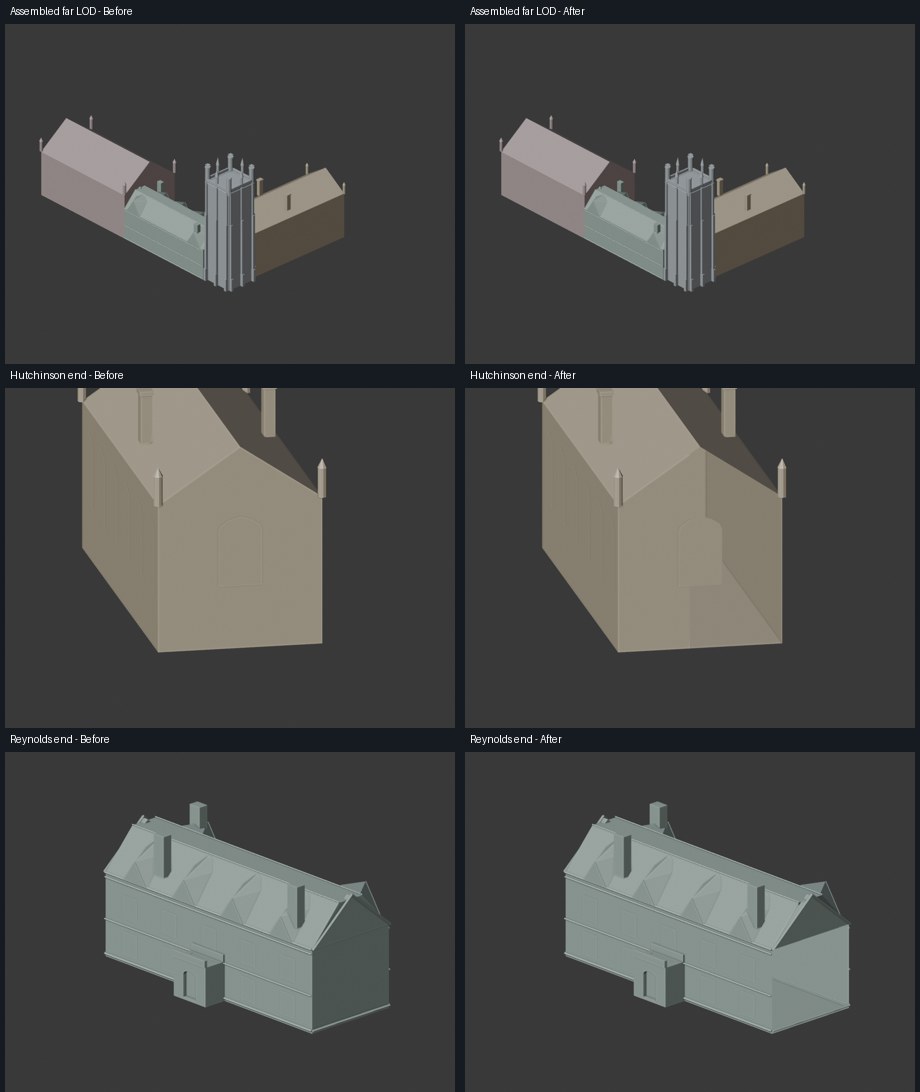 Assembled far LOD - Before
Assembled far LOD - After
Hutchinson end - Before
Hutchinson end - After
Reynolds end - Before
Reynolds end - After